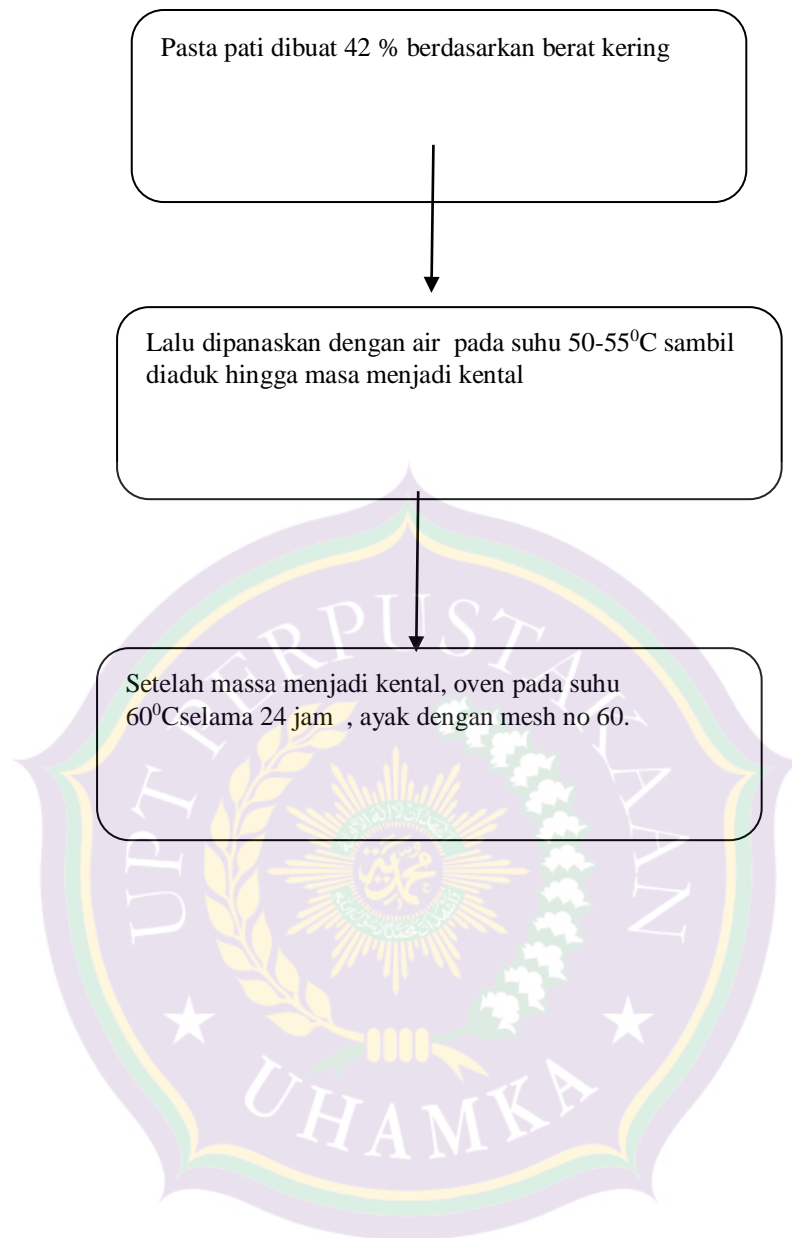 Pasta pati dibuat 42 % berdasarkan berat kering
Lalu dipanaskan dengan air pada suhu 50-55⁰C sambil
diaduk hingga masa menjadi kental
Setelah massa menjadi kental, oven pada suhu
60⁰Cselama 24 jam , ayak dengan mesh no 60.
UPT PERPUSTAKAAN
UHAMKA